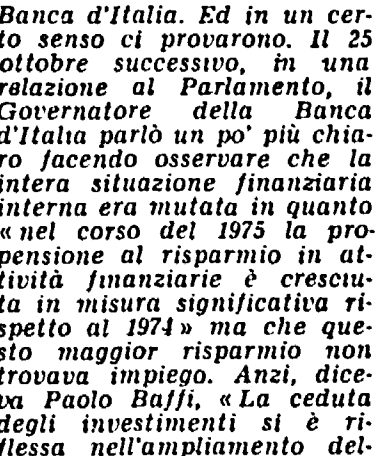 Banca d'Italia. Ed in un cer-
to senso ci provarono. Il 25
ottobre successivo, in una
relazione al Parlamento, il
Governatore della Banca
d'Italia parlò un po' più chia-
ro facendo osservare che la
intera situazione finanziaria
interna era mutata in quanto
« nel corso del 1975 la pro-
pensione al risparmio in at-
tività finanziarie è cresciu-
ta in misura significativa ri-
spetto al 1974 » ma che que-
sto maggior risparmio non
trovava impiego. Anzi, dice-
va Paolo Baffi, « La ceduta
degli investimenti si è ri-
flessa nell'ampliamento del-